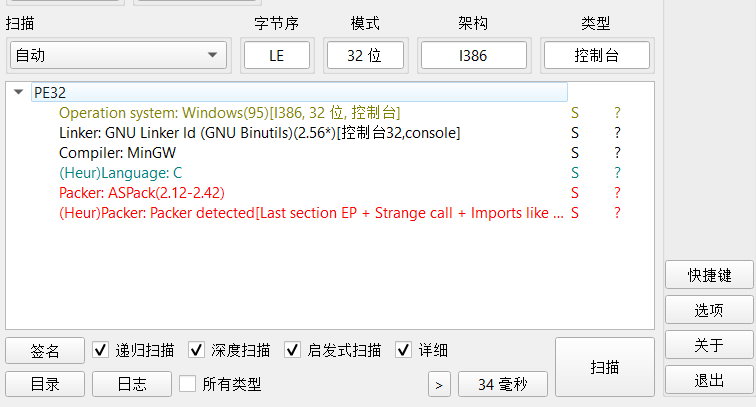 扫描 字节序 模式 架构 类型
自动 LE 32 位 I386 控制台
PE32
Operation system: Windows(95)[I386, 32 位, 控制台] S ?
Linker: GNU Linker ld (GNU Binutils)(2.56*)[控制台32,console] S ?
Compiler: MinGW S ?
(Heur)Language: C S ?
Packer: ASPack(2.12-2.42) S ?
(Heur)Packer: Packer detected[Last section EP + Strange call + Imports like ... S ?
快捷键
选项
关于
退出
签名 递归扫描 深度扫描 启发式扫描 详细 扫描
目录 日志 所有类型 > 34 毫秒